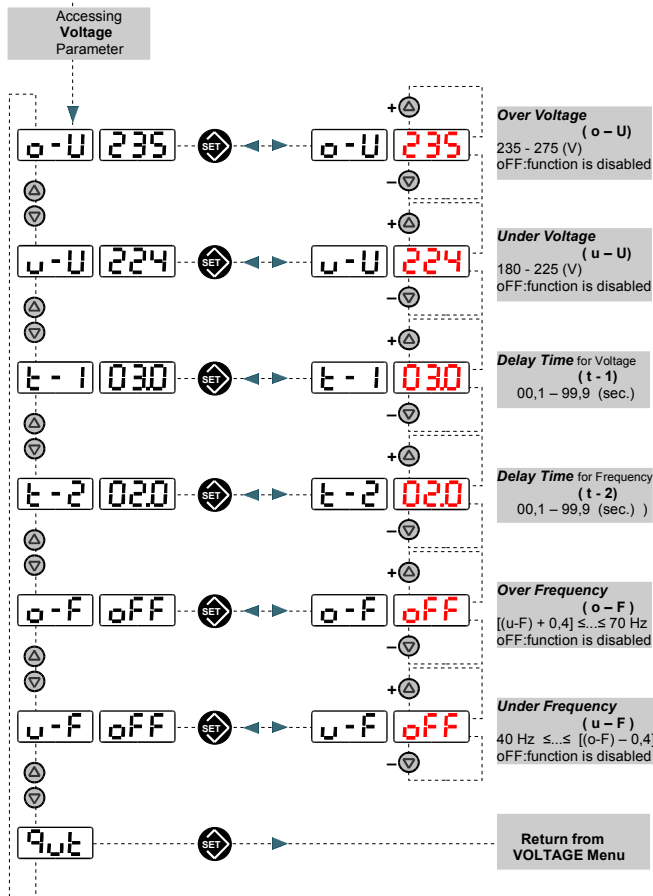 Accessing
Voltage
Parameter
+
o-U 235 SET o-U 235
–
Over Voltage
( o – U)
235 - 275 (V)
oFF:function is disabled
+
u-U 224 SET u-U 224
–
Under Voltage
( u – U)
180 - 225 (V)
oFF:function is disabled
+
t-1 03.0 SET t-1 03.0
–
Delay Time for Voltage
( t - 1)
00,1 – 99,9 (sec.)
+
t-2 02.0 SET t-2 02.0
–
Delay Time for Frequency
( t - 2)
00,1 – 99,9 (sec.) )
+
o-F oFF SET o-F oFF
–
Over Frequency
( o – F )
[(u-F) + 0,4] ≤...≤ 70 Hz
oFF:function is disabled
+
u-F oFF SET u-F oFF
–
Under Frequency
( u – F )
40 Hz ≤...≤ [(o-F) – 0,4]
oFF:function is disabled
qut SET
Return from
VOLTAGE Menu